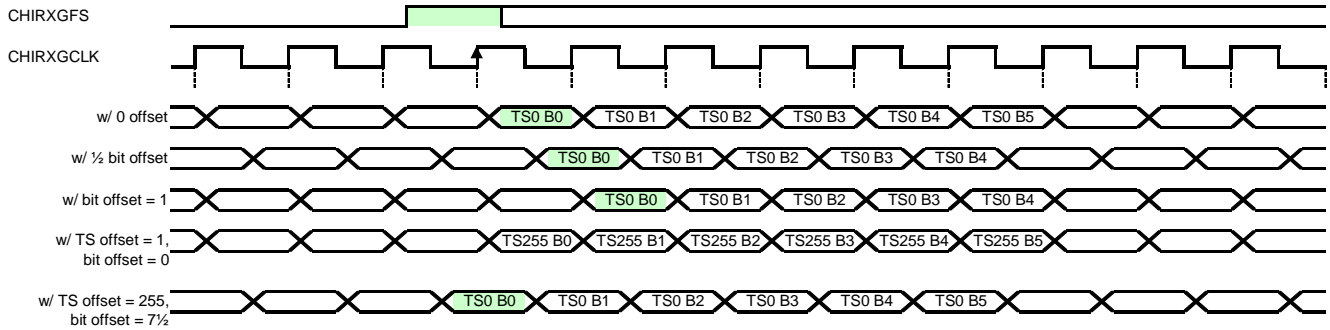 CHIRXGFS
CHIRXGCLK
w/ 0 offset TS0 B0 TS0 B1 TS0 B2 TS0 B3 TS0 B4 TS0 B5
w/ ½ bit offset TS0 B0 TS0 B1 TS0 B2 TS0 B3 TS0 B4
w/ bit offset = 1 TS0 B0 TS0 B1 TS0 B2 TS0 B3 TS0 B4
w/ TS offset = 1, TS255 B0 TS255 B1 TS255 B2 TS255 B3 TS255 B4 TS255 B5
bit offset = 0
w/ TS offset = 255, TS0 B0 TS0 B1 TS0 B2 TS0 B3 TS0 B4 TS0 B5
bit offset = 7½